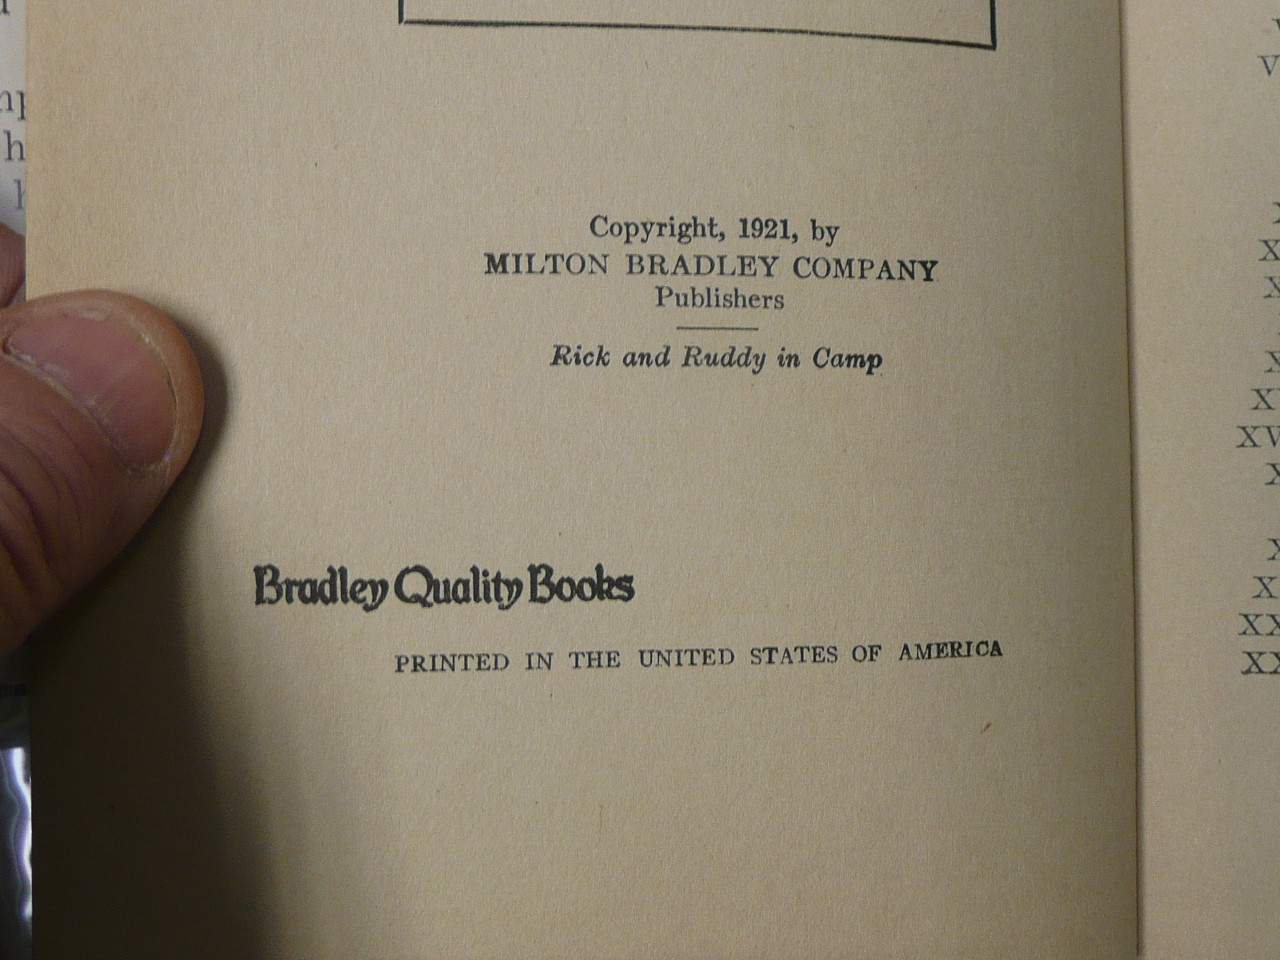 Copyright, 1921, by
MILTON BRADLEY COMPANY
Publishers
Rick and Ruddy in Camp
Bradley Quality Books
PRINTED IN THE UNITED STATES OF AMERICA